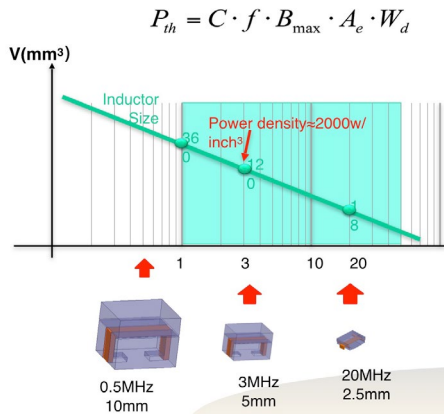 P_th = C · f · B_max · A_e · W_d
V(mm³)
Inductor
Size
36
0
Power density≈2000w/
inch³
12
0
1
8
1
3
10
20
0.5MHz
10mm
3MHz
5mm
20MHz
2.5mm